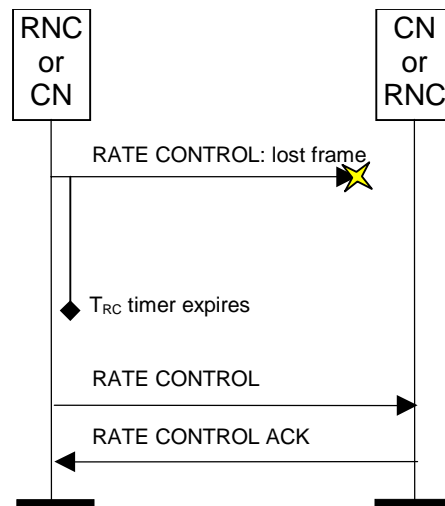 RNC
or
CN
CN
or
RNC
RATE CONTROL: lost frame
TRC timer expires
RATE CONTROL
RATE CONTROL ACK